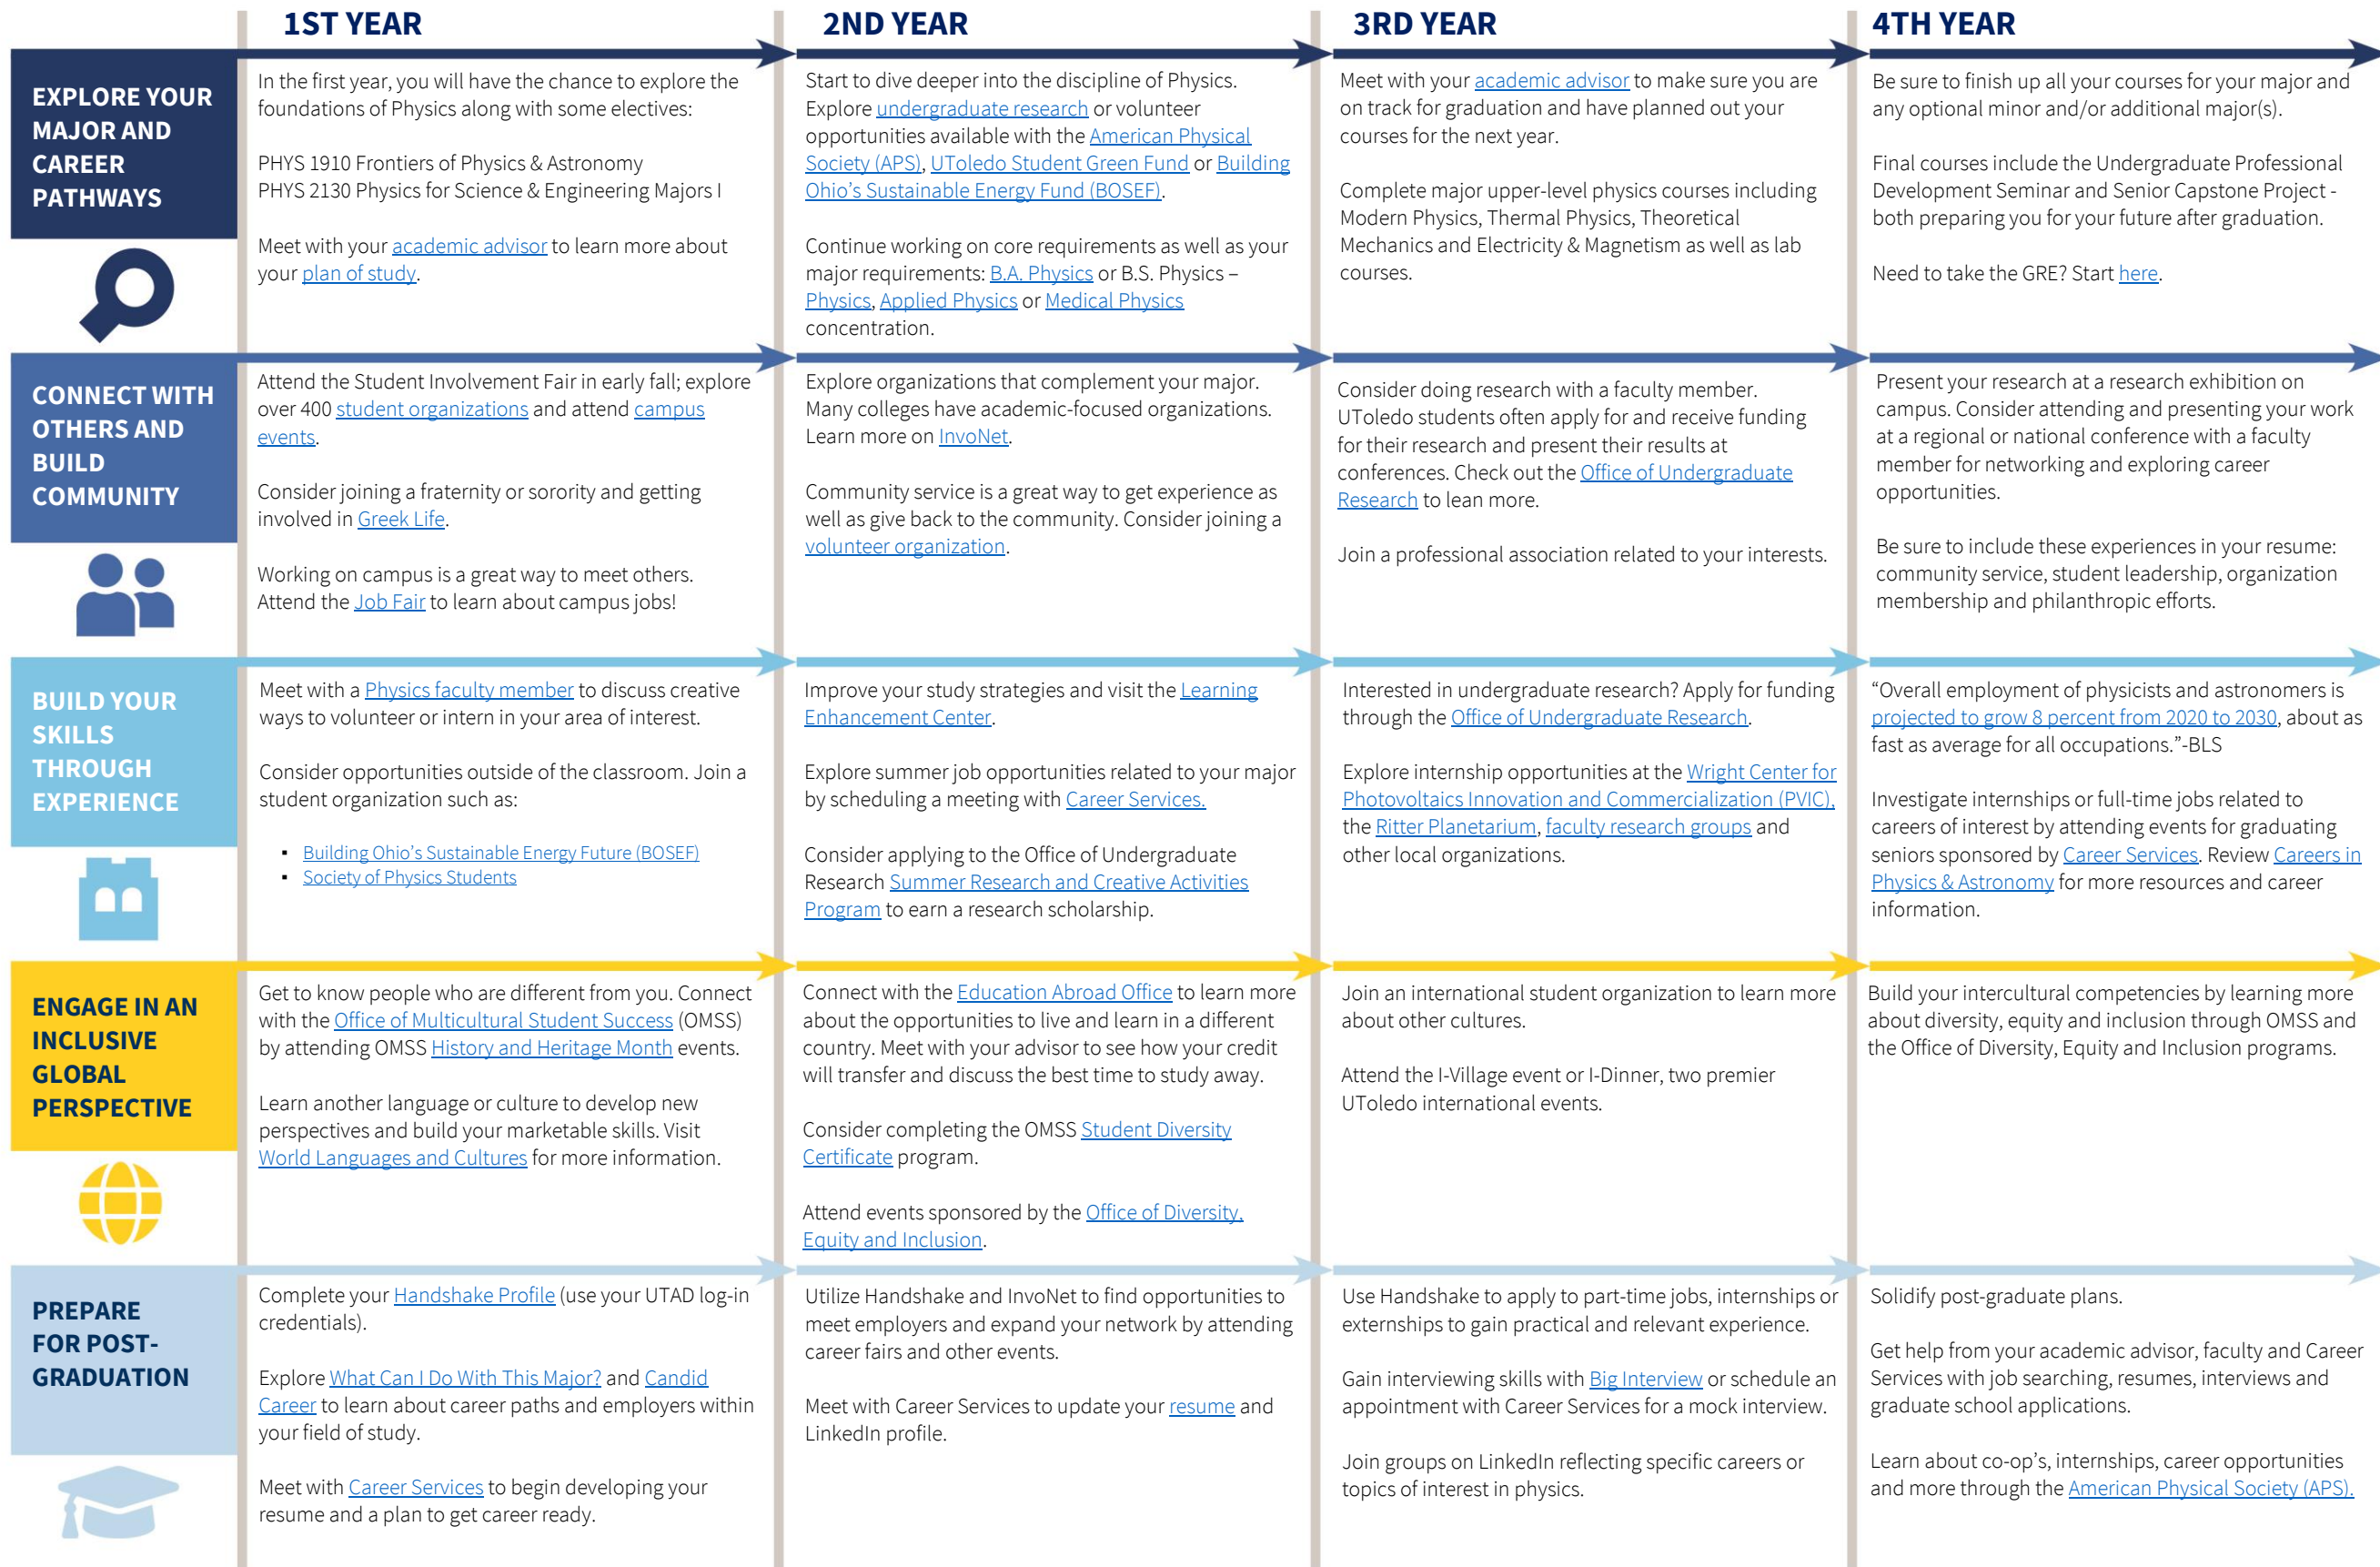 1ST YEAR
2ND YEAR
3RD YEAR
4TH YEAR
EXPLORE YOUR
MAJOR AND
CAREER
PATHWAYS
In the first year, you will have the chance to explore the
foundations of Physics along with some electives:
PHYS 1910 Frontiers of Physics & Astronomy
PHYS 2130 Physics for Science & Engineering Majors I
Meet with your academic advisor to learn more about
your plan of study.
Start to dive deeper into the discipline of Physics.
Explore undergraduate research or volunteer
opportunities available with the American Physical
Society (APS), UToledo Student Green Fund or Building
Ohio's Sustainable Energy Fund (BOSEF).
Continue working on core requirements as well as your
major requirements: B.A. Physics or B.S. Physics –
Physics, Applied Physics or Medical Physics
concentration.
Meet with your academic advisor to make sure you are
on track for graduation and have planned out your
courses for the next year.
Complete major upper-level physics courses including
Modern Physics, Thermal Physics, Theoretical
Mechanics and Electricity & Magnetism as well as lab
courses.
Be sure to finish up all your courses for your major and
any optional minor and/or additional major(s).
Final courses include the Undergraduate Professional
Development Seminar and Senior Capstone Project -
both preparing you for your future after graduation.
Need to take the GRE? Start here.
CONNECT WITH
OTHERS AND
BUILD
COMMUNITY
Attend the Student Involvement Fair in early fall; explore
over 400 student organizations and attend campus
events.
Consider joining a fraternity or sorority and getting
involved in Greek Life.
Working on campus is a great way to meet others.
Attend the Job Fair to learn about campus jobs!
Explore organizations that complement your major.
Many colleges have academic-focused organizations.
Learn more on InvoNet.
Community service is a great way to get experience as
well as give back to the community. Consider joining a
volunteer organization.
Consider doing research with a faculty member.
UToledo students often apply for and receive funding
for their research and present their results at
conferences. Check out the Office of Undergraduate
Research to lean more.
Join a professional association related to your interests.
Present your research at a research exhibition on
campus. Consider attending and presenting your work
at a regional or national conference with a faculty
member for networking and exploring career
opportunities.
Be sure to include these experiences in your resume:
community service, student leadership, organization
membership and philanthropic efforts.
BUILD YOUR
SKILLS
THROUGH
EXPERIENCE
Meet with a Physics faculty member to discuss creative
ways to volunteer or intern in your area of interest.
Consider opportunities outside of the classroom. Join a
student organization such as:
▪ Building Ohio's Sustainable Energy Future (BOSEF)
▪ Society of Physics Students
Improve your study strategies and visit the Learning
Enhancement Center.
Explore summer job opportunities related to your major
by scheduling a meeting with Career Services.
Consider applying to the Office of Undergraduate
Research Summer Research and Creative Activities
Program to earn a research scholarship.
Interested in undergraduate research? Apply for funding
through the Office of Undergraduate Research.
Explore internship opportunities at the Wright Center for
Photovoltaics Innovation and Commercialization (PVIC),
the Ritter Planetarium, faculty research groups and
other local organizations.
“Overall employment of physicists and astronomers is
projected to grow 8 percent from 2020 to 2030, about as
fast as average for all occupations.”-BLS
Investigate internships or full-time jobs related to
careers of interest by attending events for graduating
seniors sponsored by Career Services. Review Careers in
Physics & Astronomy for more resources and career
information.
ENGAGE IN AN
INCLUSIVE
GLOBAL
PERSPECTIVE
Get to know people who are different from you. Connect
with the Office of Multicultural Student Success (OMSS)
by attending OMSS History and Heritage Month events.
Learn another language or culture to develop new
perspectives and build your marketable skills. Visit
World Languages and Cultures for more information.
Connect with the Education Abroad Office to learn more
about the opportunities to live and learn in a different
country. Meet with your advisor to see how your credit
will transfer and discuss the best time to study away.
Consider completing the OMSS Student Diversity
Certificate program.
Attend events sponsored by the Office of Diversity,
Equity and Inclusion.
Join an international student organization to learn more
about other cultures.
Attend the I-Village event or I-Dinner, two premier
UToledo international events.
Build your intercultural competencies by learning more
about diversity, equity and inclusion through OMSS and
the Office of Diversity, Equity and Inclusion programs.
PREPARE
FOR POST-
GRADUATION
Complete your Handshake Profile (use your UTAD log-in
credentials).
Explore What Can I Do With This Major? and Candid
Career to learn about career paths and employers within
your field of study.
Meet with Career Services to begin developing your
resume and a plan to get career ready.
Utilize Handshake and InvoNet to find opportunities to
meet employers and expand your network by attending
career fairs and other events.
Meet with Career Services to update your resume and
LinkedIn profile.
Use Handshake to apply to part-time jobs, internships or
externships to gain practical and relevant experience.
Gain interviewing skills with Big Interview or schedule an
appointment with Career Services for a mock interview.
Join groups on LinkedIn reflecting specific careers or
topics of interest in physics.
Solidify post-graduate plans.
Get help from your academic advisor, faculty and Career
Services with job searching, resumes, interviews and
graduate school applications.
Learn about co-op's, internships, career opportunities
and more through the American Physical Society (APS).